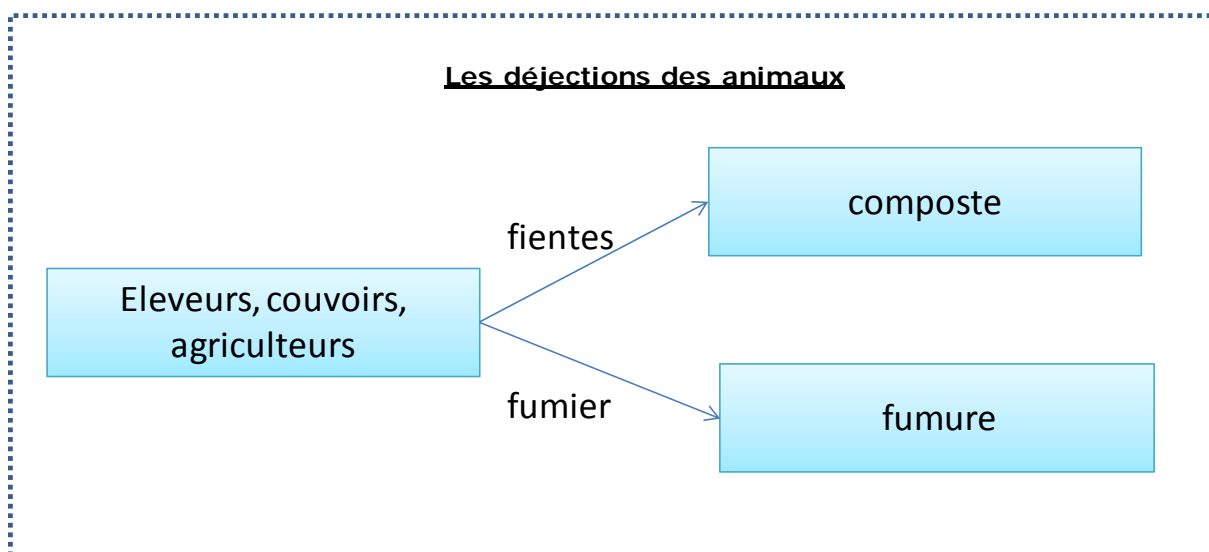 Les déjections des animaux
composte
fientes
Eleveurs, couvoirs,
agriculteurs
fumier
fumure